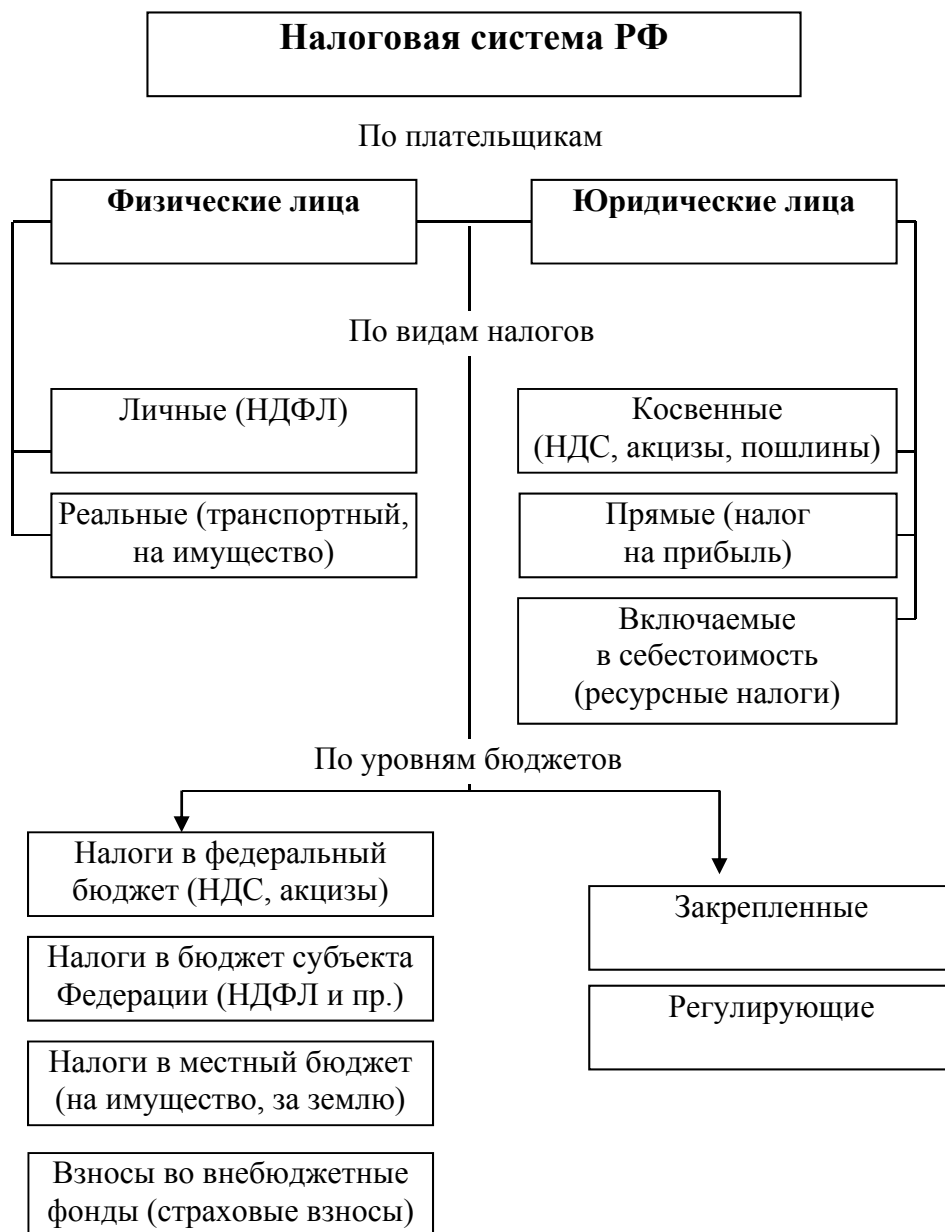 Налоговая система РФ
По плательщикам
Физические лица
Юридические лица
По видам налогов
Личные (НДФЛ)
Реальные (транспортный,
на имущество)
Косвенные
(НДС, акцизы, пошлины)
Прямые (налог
на прибыль)
Включаемые
в себестоимость
(ресурсные налоги)
По уровням бюджетов
Налоги в федеральный
бюджет (НДС, акцизы)
Налоги в бюджет субъекта
Федерации (НДФЛ и пр.)
Налоги в местный бюджет
(на имущество, за землю)
Взносы во внебюджетные
фонды (страховые взносы)
Закрепленные
Регулирующие